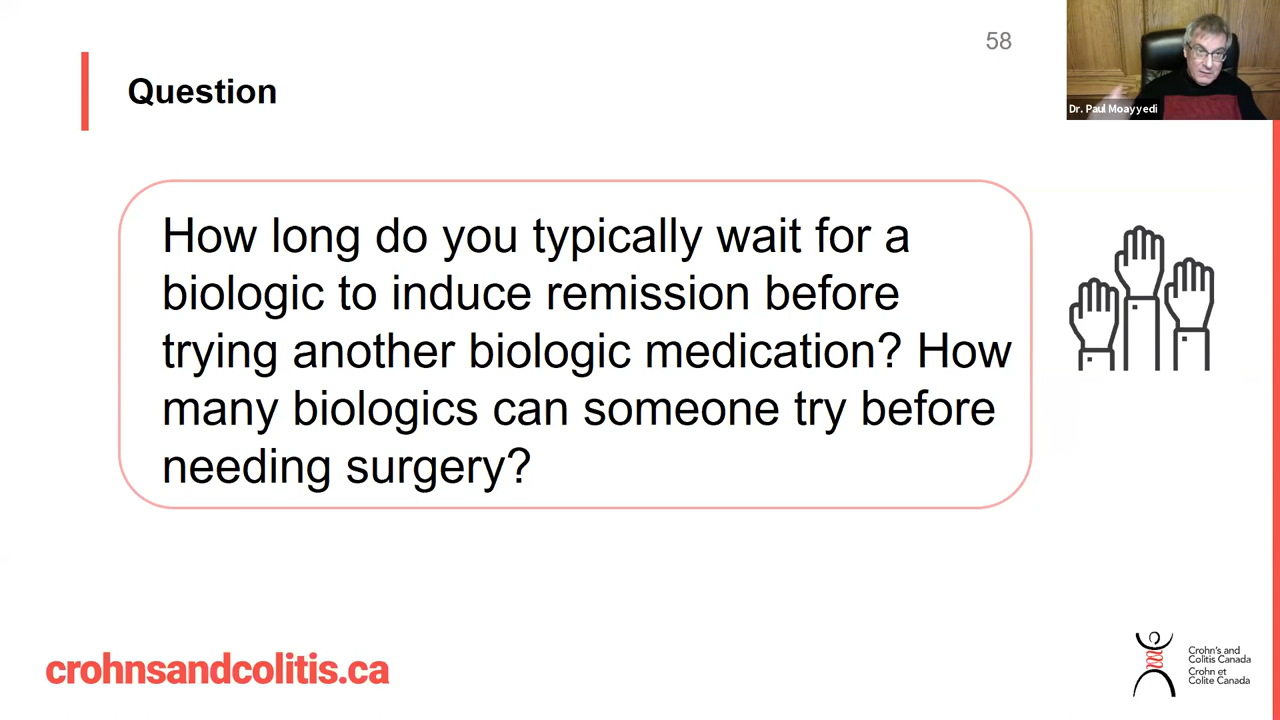 58
Dr. Paul Moayyedi
Question
How long do you typically wait for a
biologic to induce remission before
trying another biologic medication? How
many biologics can someone try before
needing surgery?
crohnsandcolitis.ca
Crohn's and
Colitis Canada
Crohn et
Colite Canada